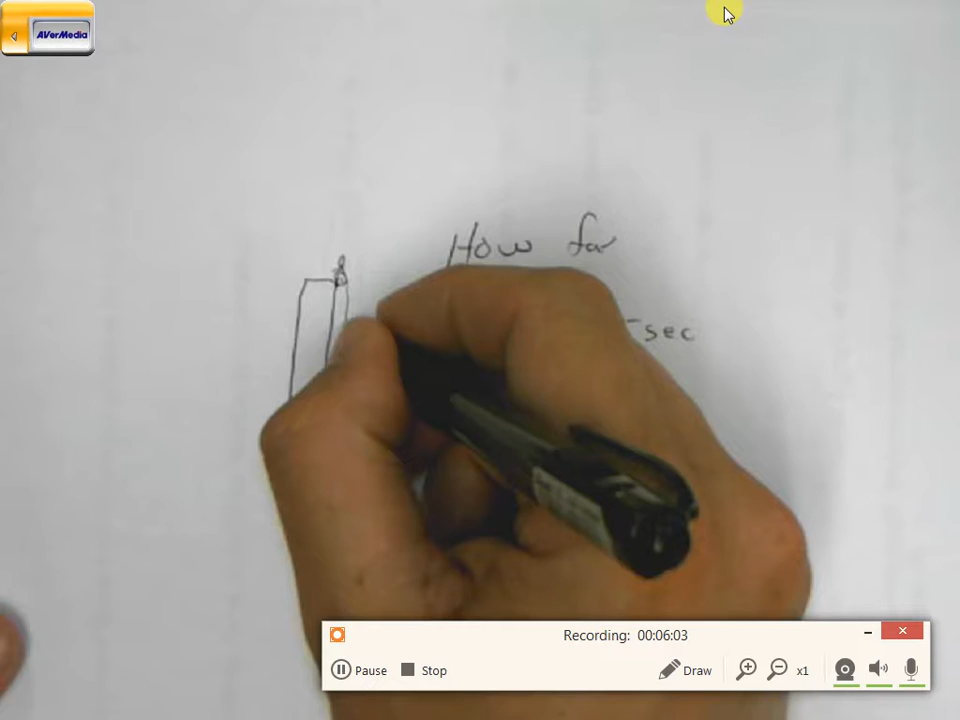 AVerMedia
How far
sec
Recording: 00:06:03
Pause
Stop
Draw
x1